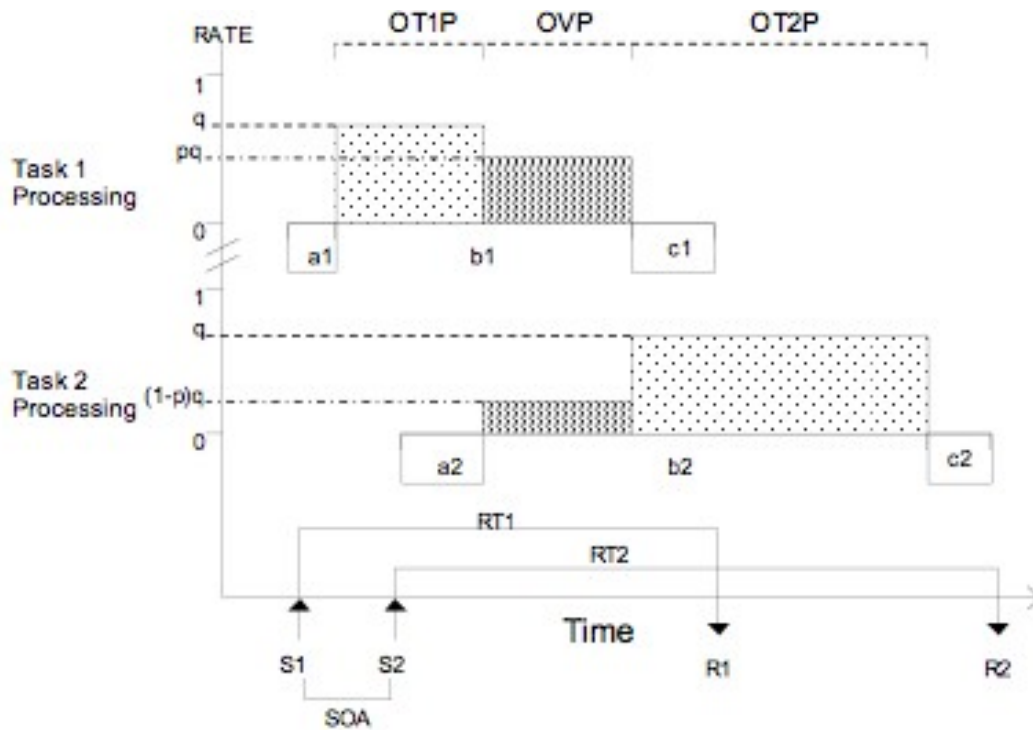 OT1P OVP OT2P
RATE
1
q
pq
Task 1
Processing
0
a1 b1 c1
1
q
Task 2
Processing
(1-p)q
0
a2 b2 c2
RT1
RT2
Time
S1 S2 R1 R2
SOA